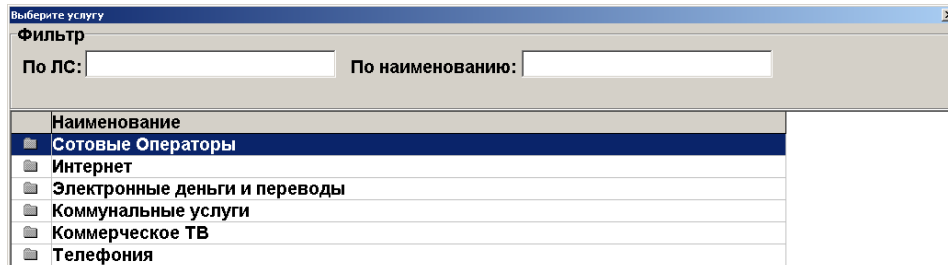 Выберите услугу
Фильтр
По ЛС: По наименованию:
Наименование
Сотовые Операторы
Интернет
Электронные деньги и переводы
Коммунальные услуги
Коммерческое ТВ
Телефония